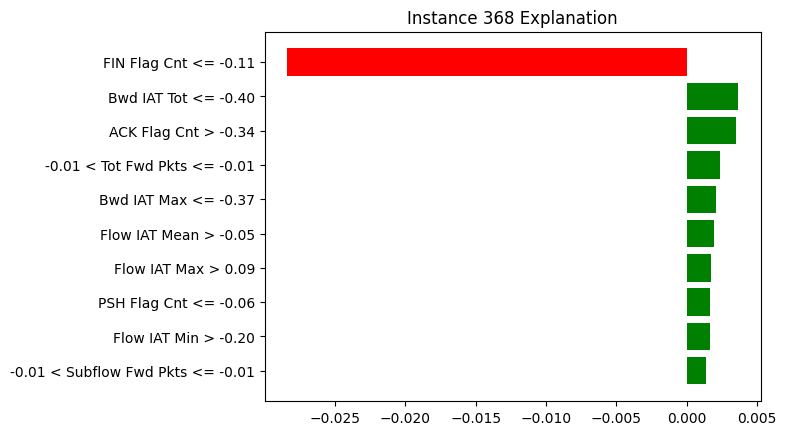 Instance 368 Explanation
FIN Flag Cnt <= -0.11
Bwd IAT Tot <= -0.40
ACK Flag Cnt > -0.34
-0.01 < Tot Fwd Pkts <= -0.01
Bwd IAT Max <= -0.37
Flow IAT Mean > -0.05
Flow IAT Max > 0.09
PSH Flag Cnt <= -0.06
Flow IAT Min > -0.20
-0.01 < Subflow Fwd Pkts <= -0.01
−0.025 −0.020 −0.015 −0.010 −0.005 0.000 0.005